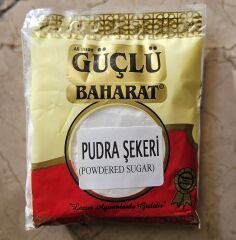 GÜÇLÜ
BAHARAT®
PUDRA ŞEKERİ
(POWDERED SUGAR)